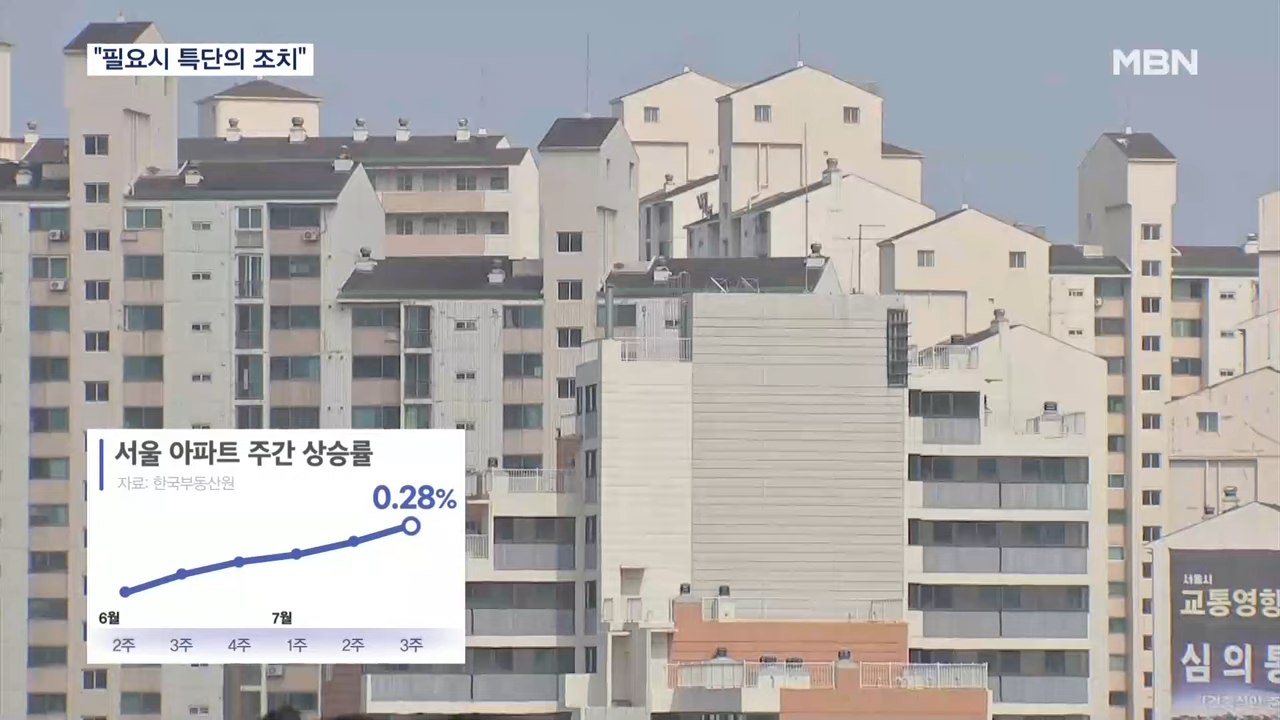 "필요시 특단의 조치"
MBN
서울 아파트 주간 상승률
자료: 한국부동산원
0.28%
6월 7월
2주 3주 4주 1주 2주 3주
서울시
교통영향
심의통